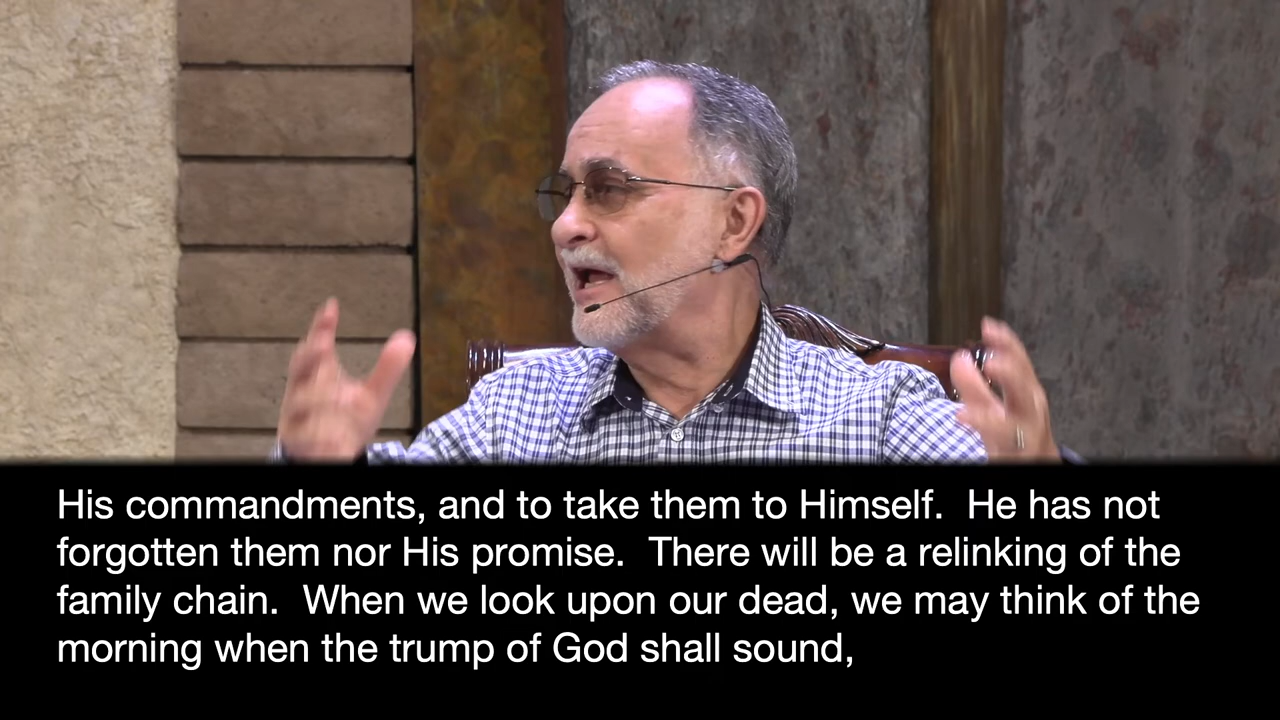 His commandments, and to take them to Himself.  He has not
forgotten them nor His promise.  There will be a relinking of the
family chain.  When we look upon our dead, we may think of the
morning when the trump of God shall sound,